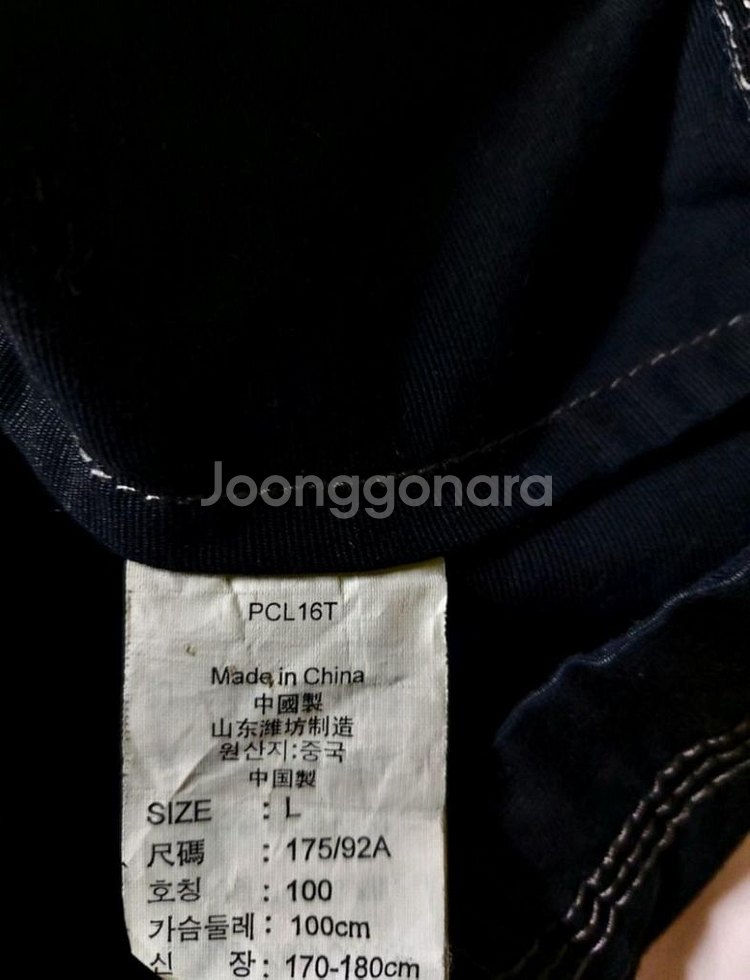 Joonggonara
PCL16T
Made in China
中國製
山东潍坊制造
원산지:중국
中国製
SIZE : L
尺碼 : 175/92A
호칭 : 100
가슴둘레 : 100cm
신 장 : 170-180cm